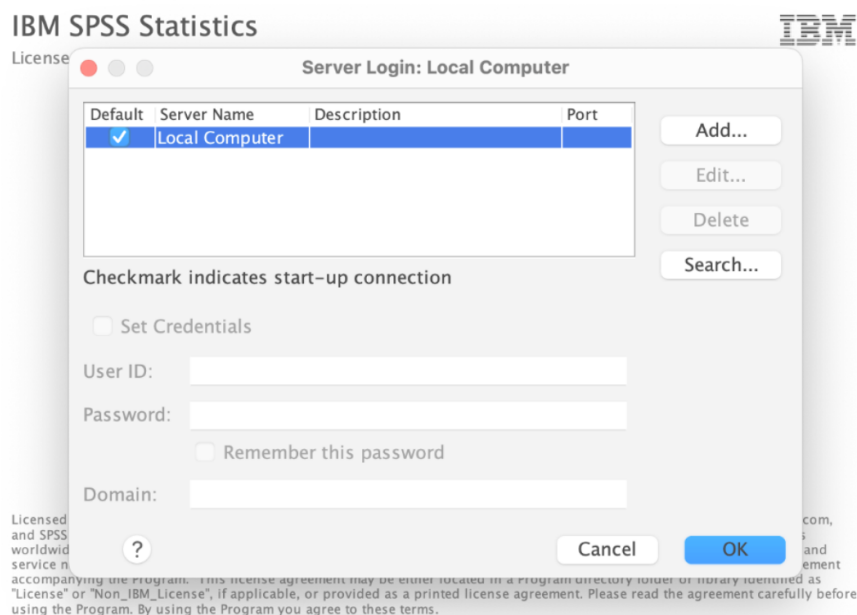 IBM SPSS Statistics
IBM
License
Server Login: Local Computer
Default Server Name Description Port
Local Computer
Add...
Edit...
Delete
Search...
Checkmark indicates start-up connection
Set Credentials
User ID:
Password:
Remember this password
Domain:
?
Cancel
OK
Licensed com,
and SPSS s
worldwid and
service n ement
accompanying the Program. This license agreement may be either located in a Program directory folder or library identified as
"License" or "Non_IBM_License", if applicable, or provided as a printed license agreement. Please read the agreement carefully before
using the Program. By using the Program you agree to these terms.